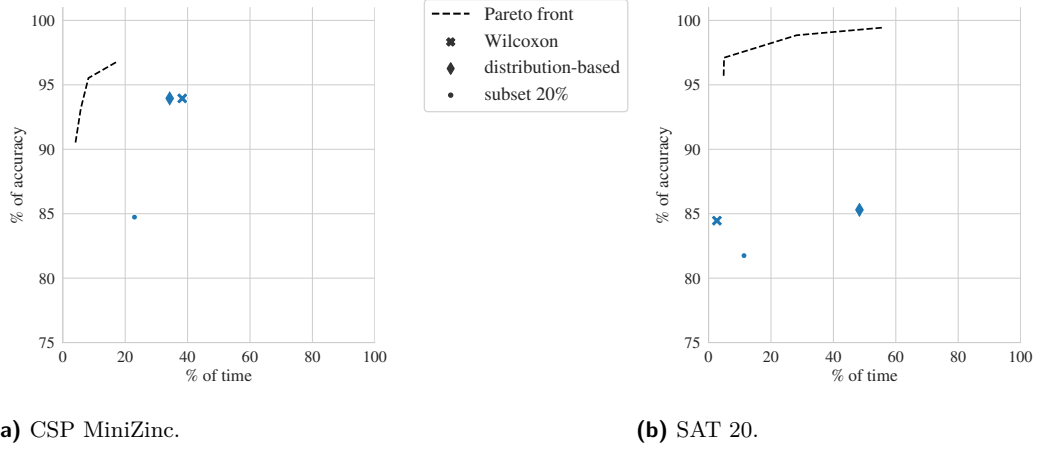 100
95
90
85
80
75
% of accuracy
0 20 40 60 80 100
% of time
Pareto front
Wilcoxon
distribution-based
subset 20%
100
95
90
85
80
75
% of accuracy
0 20 40 60 80 100
% of time
a) CSP MiniZinc.
(b) SAT 20.